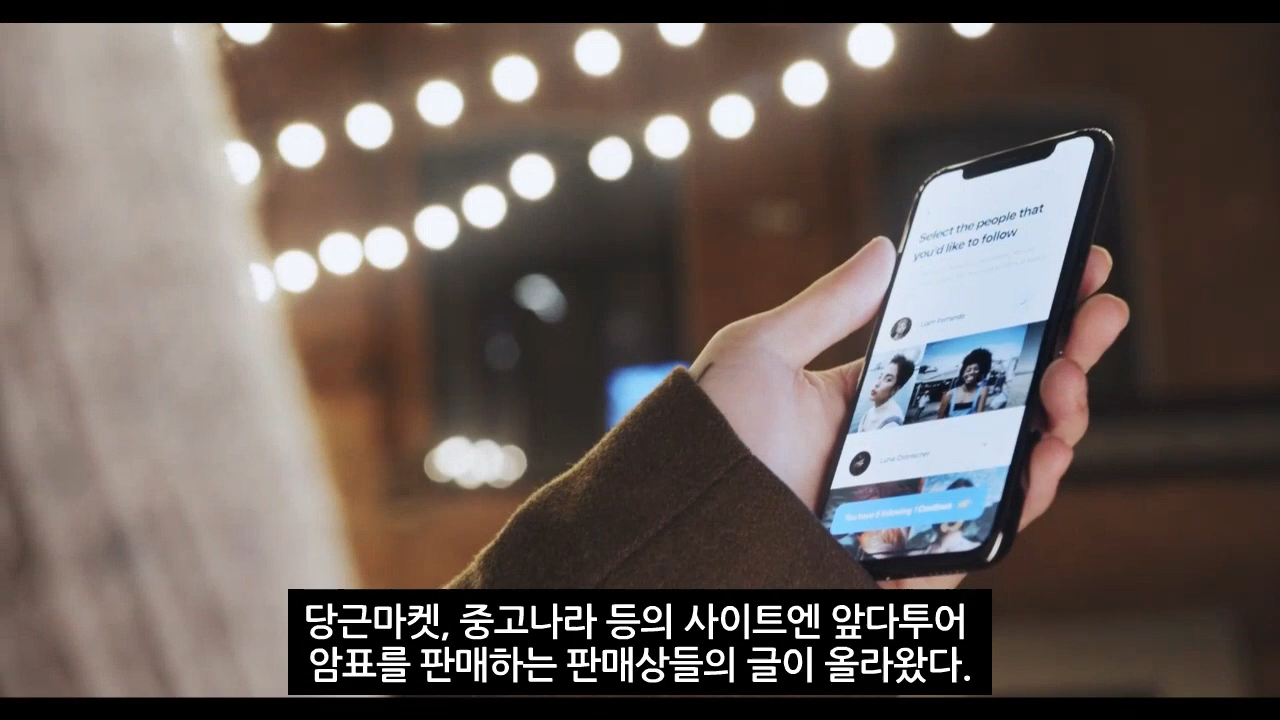 Select the people that
you'd like to follow
당근마켓, 중고나라 등의 사이트엔 앞다투어
암표를 판매하는 판매상들의 글이 올라왔다.